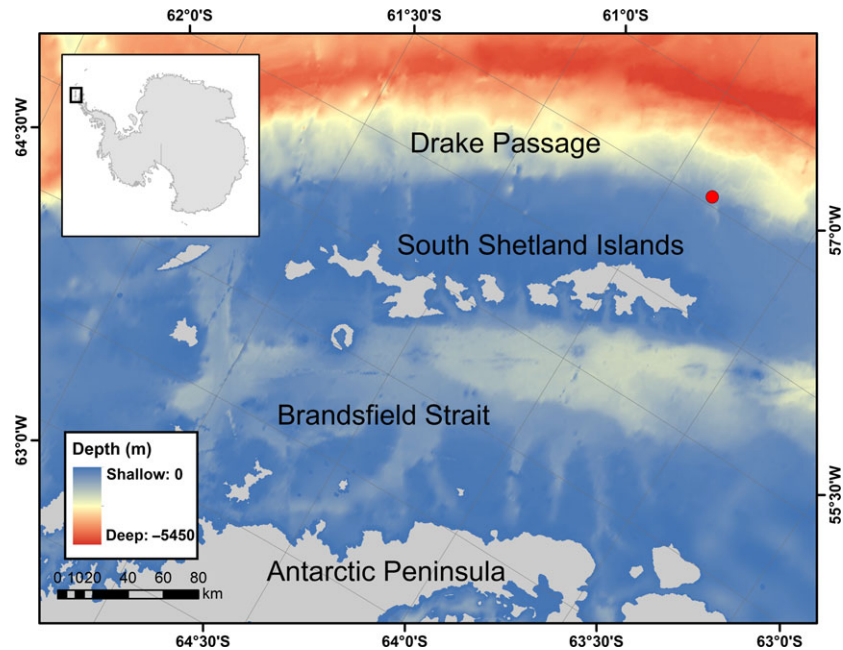 62°0'S
61°30'S
61°0'S
64°30'W
Drake Passage
57°0'W
South Shetland Islands
Brandsfield Strait
63°0'W
Depth (m)
Shallow: 0
Deep: –5450
55°30'W
0 10 20 40 60 80
km
Antarctic Peninsula
64°30'S
64°0'S
63°30'S
63°0'S